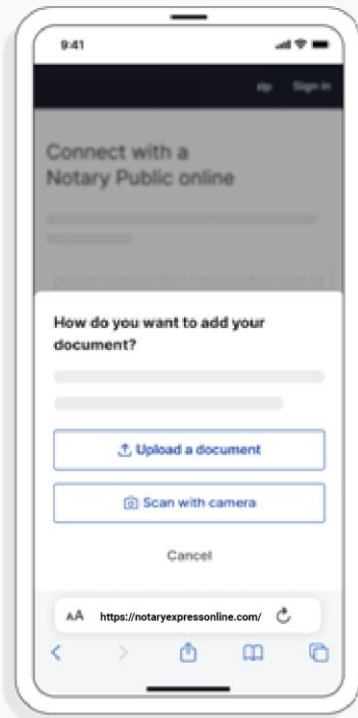 9:41
Sign in
Connect with a
Notary Public online
How do you want to add your
document?
Upload a document
Scan with camera
Cancel
AA https://notaryexpressonline.com/